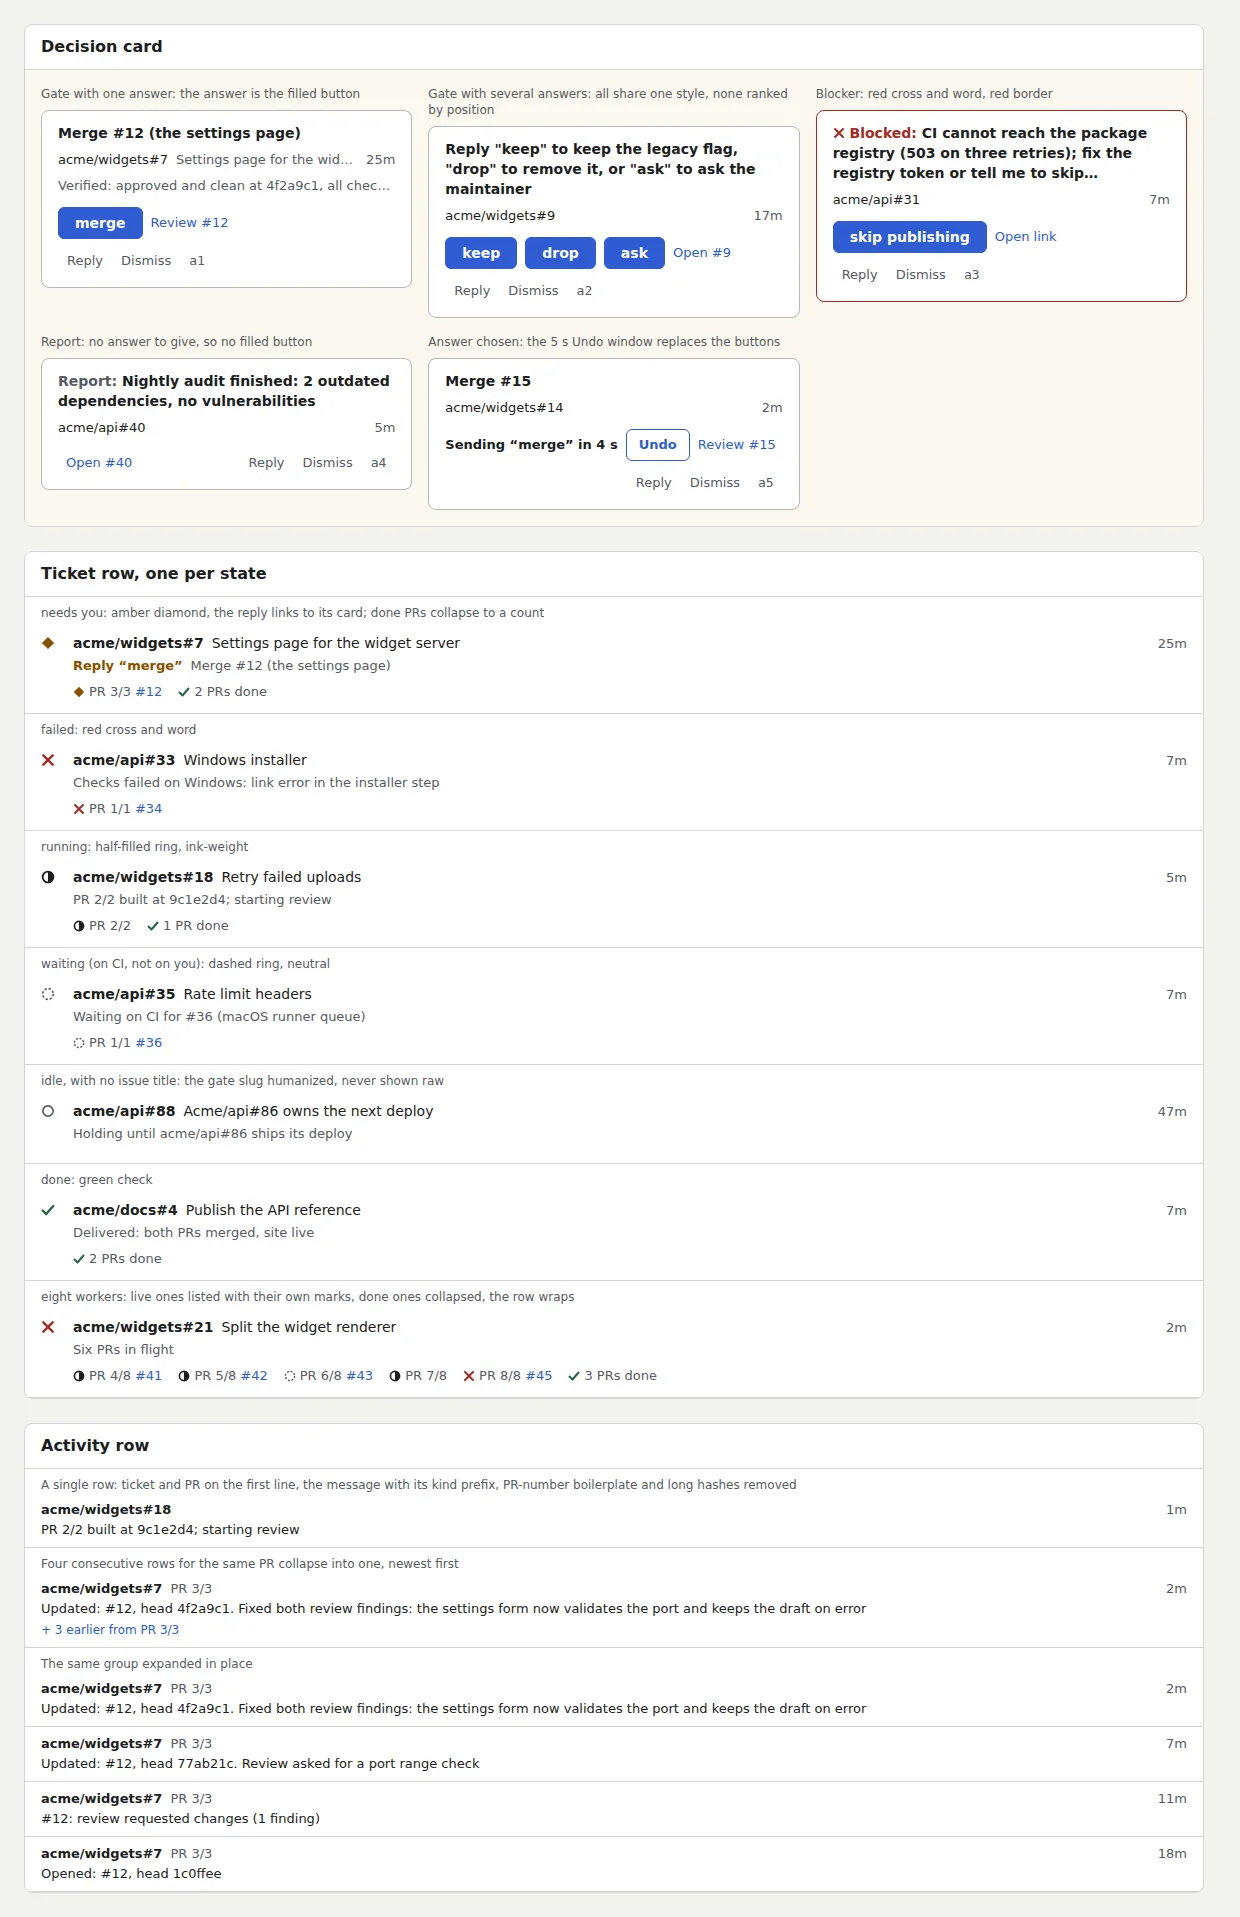 Decision card
Gate with one answer: the answer is the filled button
Merge #12 (the settings page)
acme/widgets#7 Settings page for the wid… 25m
Verified: approved and clean at 4f2a9c1, all chec…
merge Review #12
Reply Dismiss a1
Gate with several answers: all share one style, none ranked
by position
Reply "keep" to keep the legacy flag,
"drop" to remove it, or "ask" to ask the
maintainer
acme/widgets#9 17m
keep drop ask Open #9
Reply Dismiss a2
Blocker: red cross and word, red border
Blocked: CI cannot reach the package
registry (503 on three retries); fix the
registry token or tell me to skip…
acme/api#31 7m
skip publishing Open link
Reply Dismiss a3
Report: no answer to give, so no filled button
Report: Nightly audit finished: 2 outdated
dependencies, no vulnerabilities
acme/api#40 5m
Open #40 Reply Dismiss a4
Answer chosen: the 5 s Undo window replaces the buttons
Merge #15
acme/widgets#14 2m
Sending “merge” in 4 s Undo Review #15
Reply Dismiss a5
Ticket row, one per state
needs you: amber diamond, the reply links to its card; done PRs collapse to a count
acme/widgets#7 Settings page for the widget server 25m
Reply “merge” Merge #12 (the settings page)
PR 3/3 #12 2 PRs done
failed: red cross and word
acme/api#33 Windows installer 7m
Checks failed on Windows: link error in the installer step
PR 1/1 #34
running: half-filled ring, ink-weight
acme/widgets#18 Retry failed uploads 5m
PR 2/2 built at 9c1e2d4; starting review
PR 2/2 1 PR done
waiting (on CI, not on you): dashed ring, neutral
acme/api#35 Rate limit headers 7m
Waiting on CI for #36 (macOS runner queue)
PR 1/1 #36
idle, with no issue title: the gate slug humanized, never shown raw
acme/api#88 Acme/api#86 owns the next deploy 47m
Holding until acme/api#86 ships its deploy
done: green check
acme/docs#4 Publish the API reference 7m
Delivered: both PRs merged, site live
2 PRs done
eight workers: live ones listed with their own marks, done ones collapsed, the row wraps
acme/widgets#21 Split the widget renderer 2m
Six PRs in flight
PR 4/8 #41 PR 5/8 #42 PR 6/8 #43 PR 7/8 PR 8/8 #45 3 PRs done
Activity row
A single row: ticket and PR on the first line, the message with its kind prefix, PR-number boilerplate and long hashes removed
acme/widgets#18 1m
PR 2/2 built at 9c1e2d4; starting review
Four consecutive rows for the same PR collapse into one, newest first
acme/widgets#7 PR 3/3 2m
Updated: #12, head 4f2a9c1. Fixed both review findings: the settings form now validates the port and keeps the draft on error
+ 3 earlier from PR 3/3
The same group expanded in place
acme/widgets#7 PR 3/3 2m
Updated: #12, head 4f2a9c1. Fixed both review findings: the settings form now validates the port and keeps the draft on error
acme/widgets#7 PR 3/3 7m
Updated: #12, head 77ab21c. Review asked for a port range check
acme/widgets#7 PR 3/3 11m
#12: review requested changes (1 finding)
acme/widgets#7 PR 3/3 18m
Opened: #12, head 1c0ffee